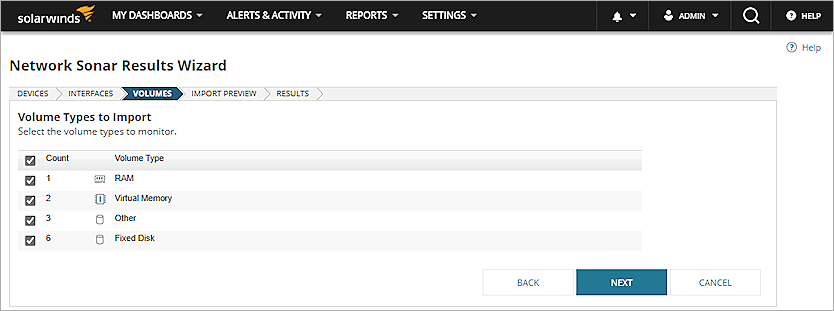 solarwinds MY DASHBOARDS ALERTS & ACTIVITY REPORTS SETTINGS ADMIN HELP
Help
Network Sonar Results Wizard
DEVICES INTERFACES VOLUMES IMPORT PREVIEW RESULTS
Volume Types to Import
Select the volume types to monitor.
Count Volume Type
1 RAM
2 Virtual Memory
3 Other
6 Fixed Disk
BACK NEXT CANCEL